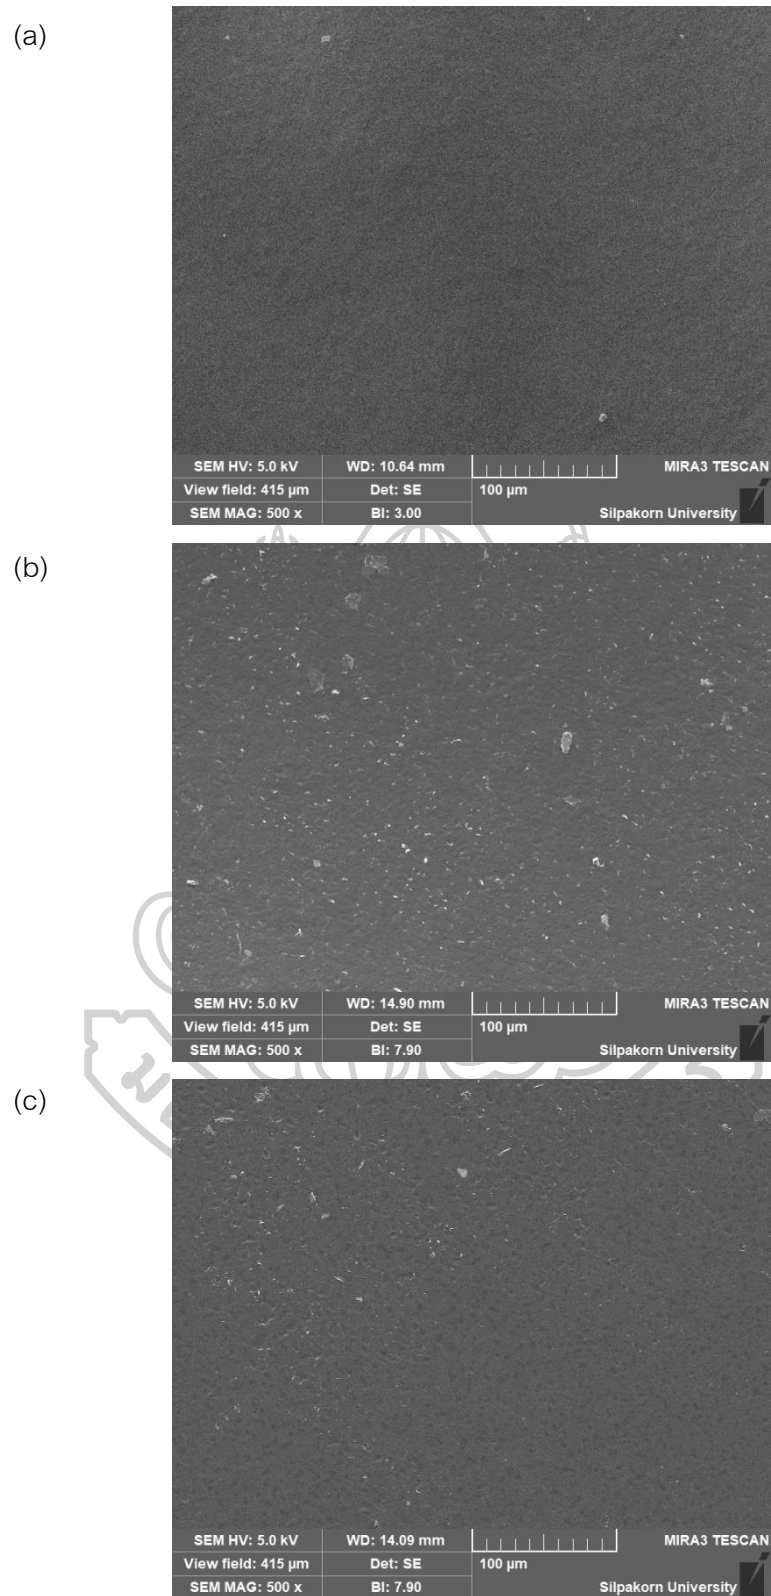 (a)
SEM HV: 5.0 kV WD: 10.64 mm MIRA3 TESCAN
View field: 415 µm Det: SE 100 µm
SEM MAG: 500 x BI: 3.00 Silpakorn University
(b)
SEM HV: 5.0 kV WD: 14.90 mm MIRA3 TESCAN
View field: 415 µm Det: SE 100 µm
SEM MAG: 500 x BI: 7.90 Silpakorn University
(c)
SEM HV: 5.0 kV WD: 14.09 mm MIRA3 TESCAN
View field: 415 µm Det: SE 100 µm
SEM MAG: 500 x BI: 7.90 Silpakorn University